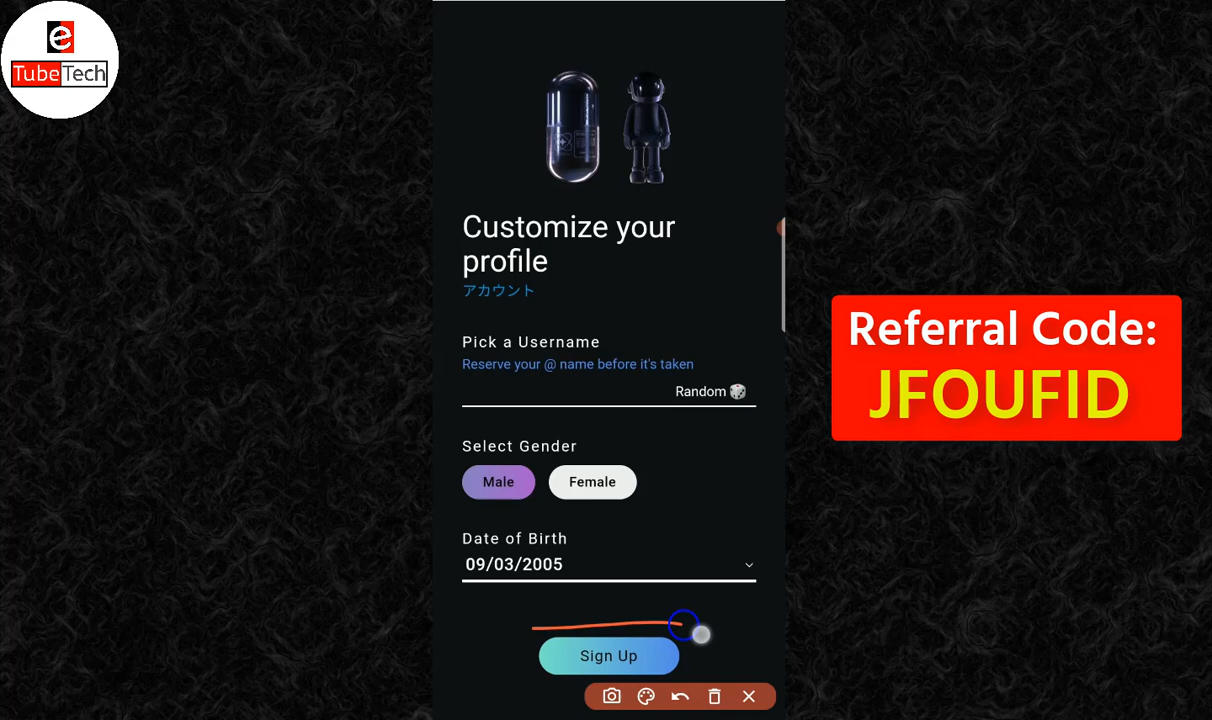 e
TubeTech
Customize your
profile
アカウント
Pick a Username
Reserve your @ name before it's taken
Random 🎲
Select Gender
Male Female
Date of Birth
09/03/2005
Sign Up
Referral Code:
JFOUFID